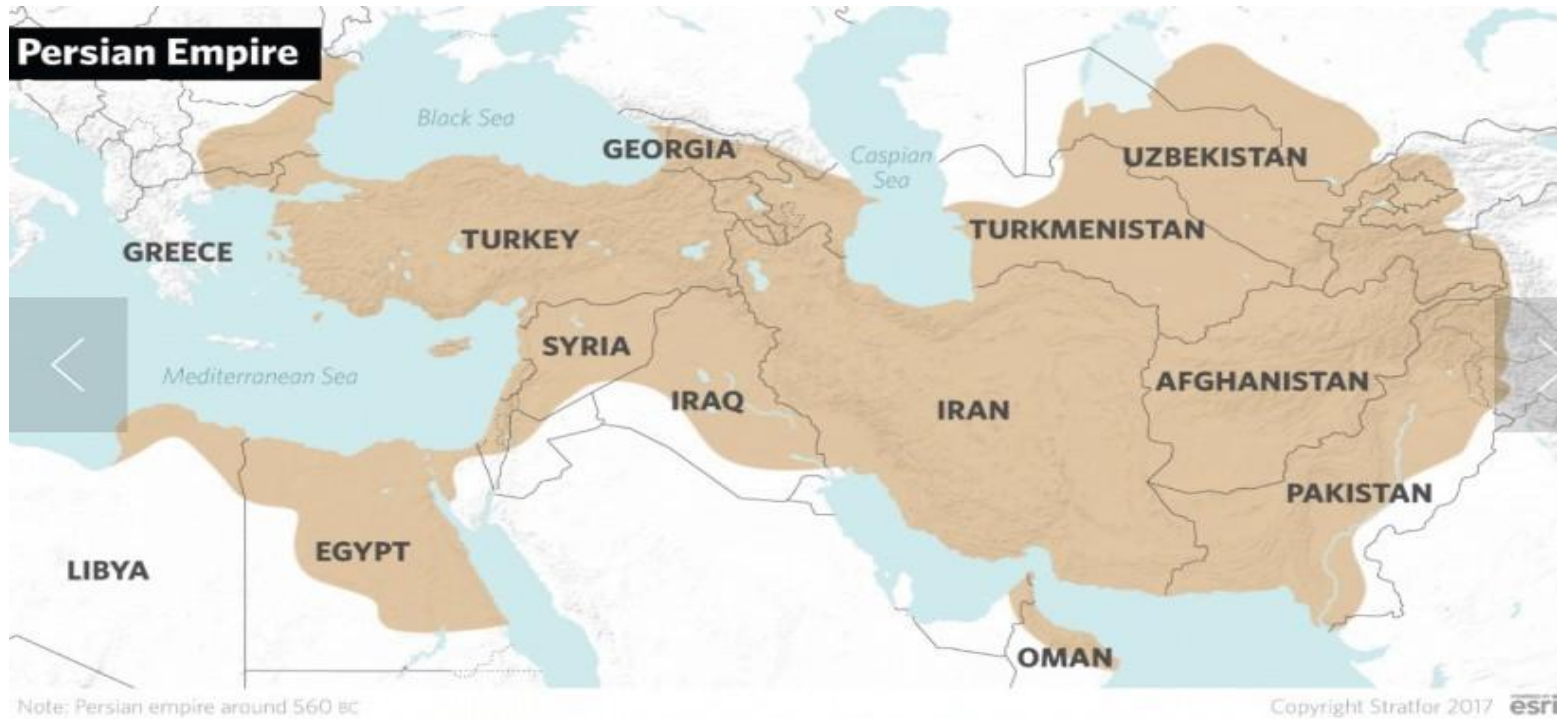 Persian Empire
Black Sea
GEORGIA
Caspian
Sea
UZBEKISTAN
TURKMENISTAN
GREECE
TURKEY
SYRIA
Mediterranean Sea
IRAQ
IRAN
AFGHANISTAN
PAKISTAN
EGYPT
LIBYA
OMAN
Note: Persian empire around 560 BC
Copyright Stratfor 2017
esri